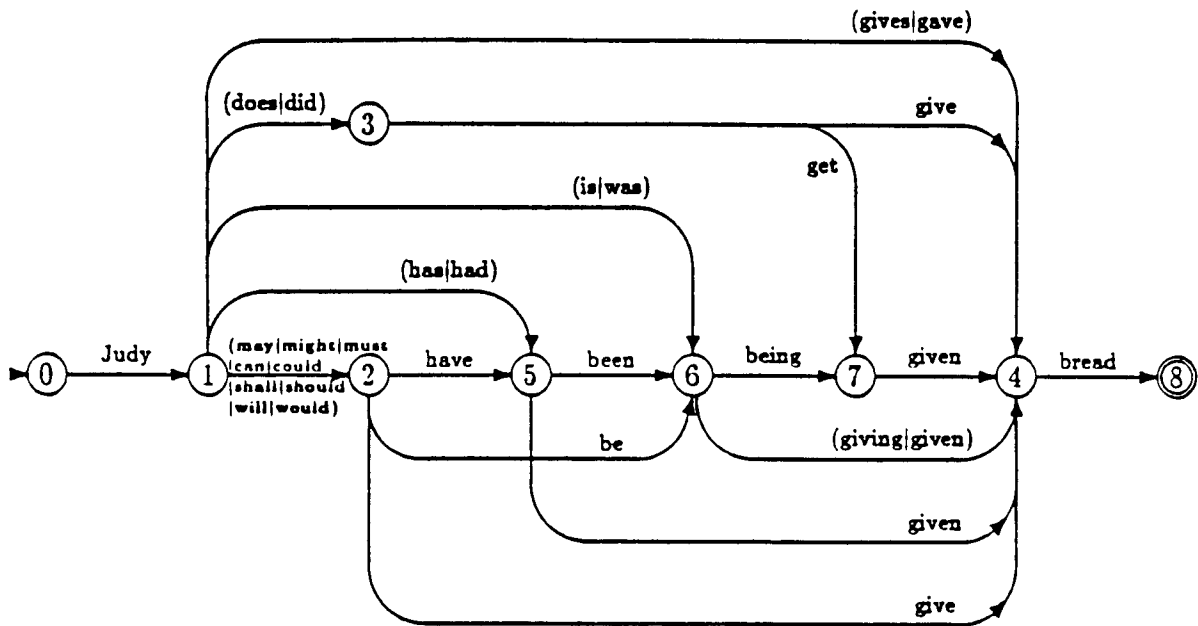 (gives|gave)
(does|did)
3
give
get
(is|was)
(has|had)
0
Judy
1
(may|might|must
|can|could
|shall|should
|will|would)
2
have
5
been
6
being
7
given
4
bread
8
be
(giving|given)
given
give